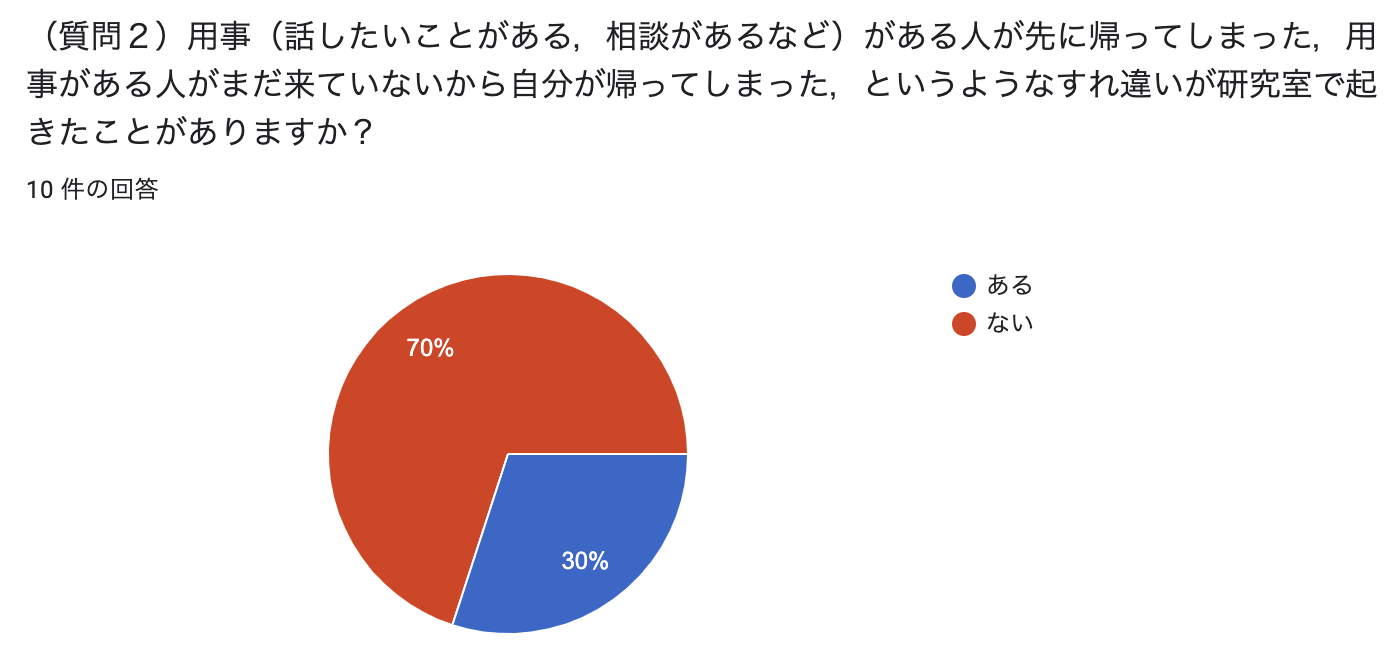 （質問２）用事（話したいことがある，相談があるなど）がある人が先に帰ってしまった，用
事がある人がまだ来ていないから自分が帰ってしまった，というようなすれ違いが研究室で起
きたことがありますか？
10 件の回答
ある
ない
70%
30%